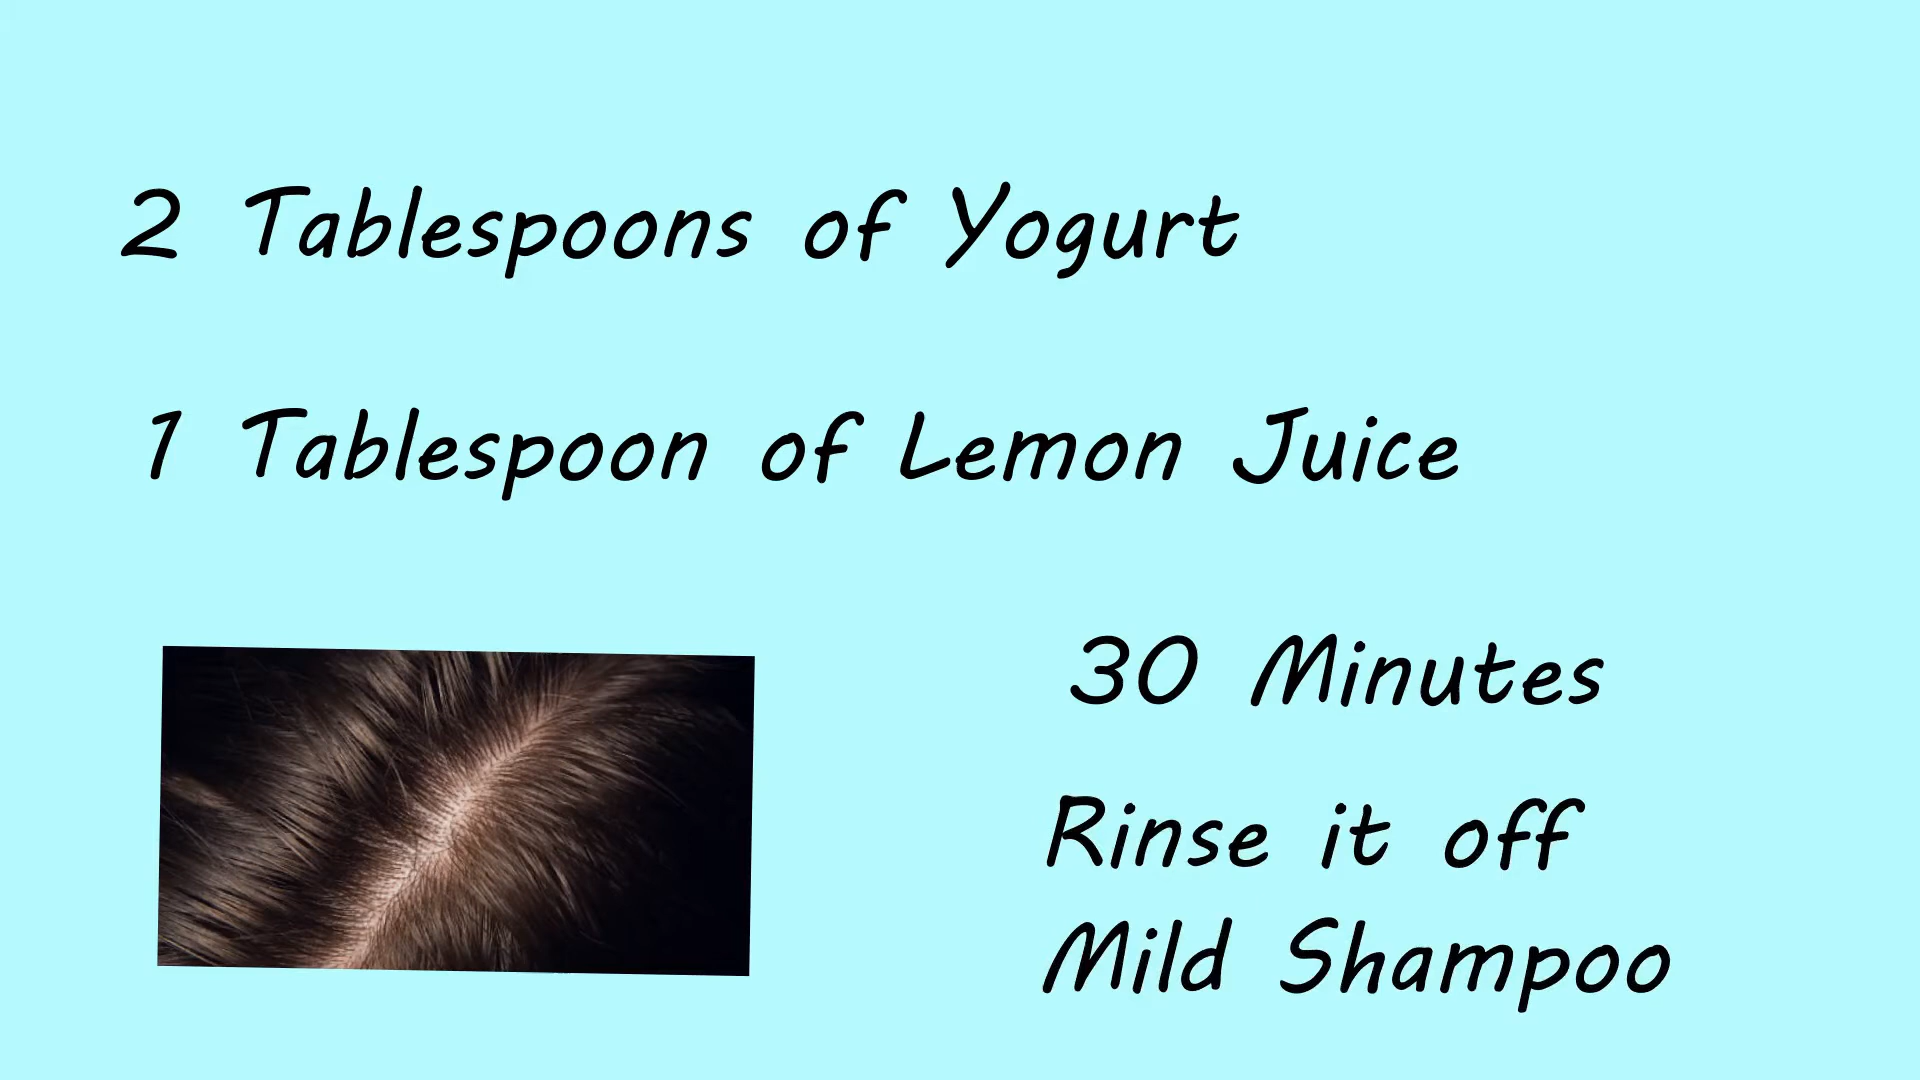 2 Tablespoons of Yogurt
1 Tablespoon of Lemon Juice
30 Minutes
Rinse it off
Mild Shampoo